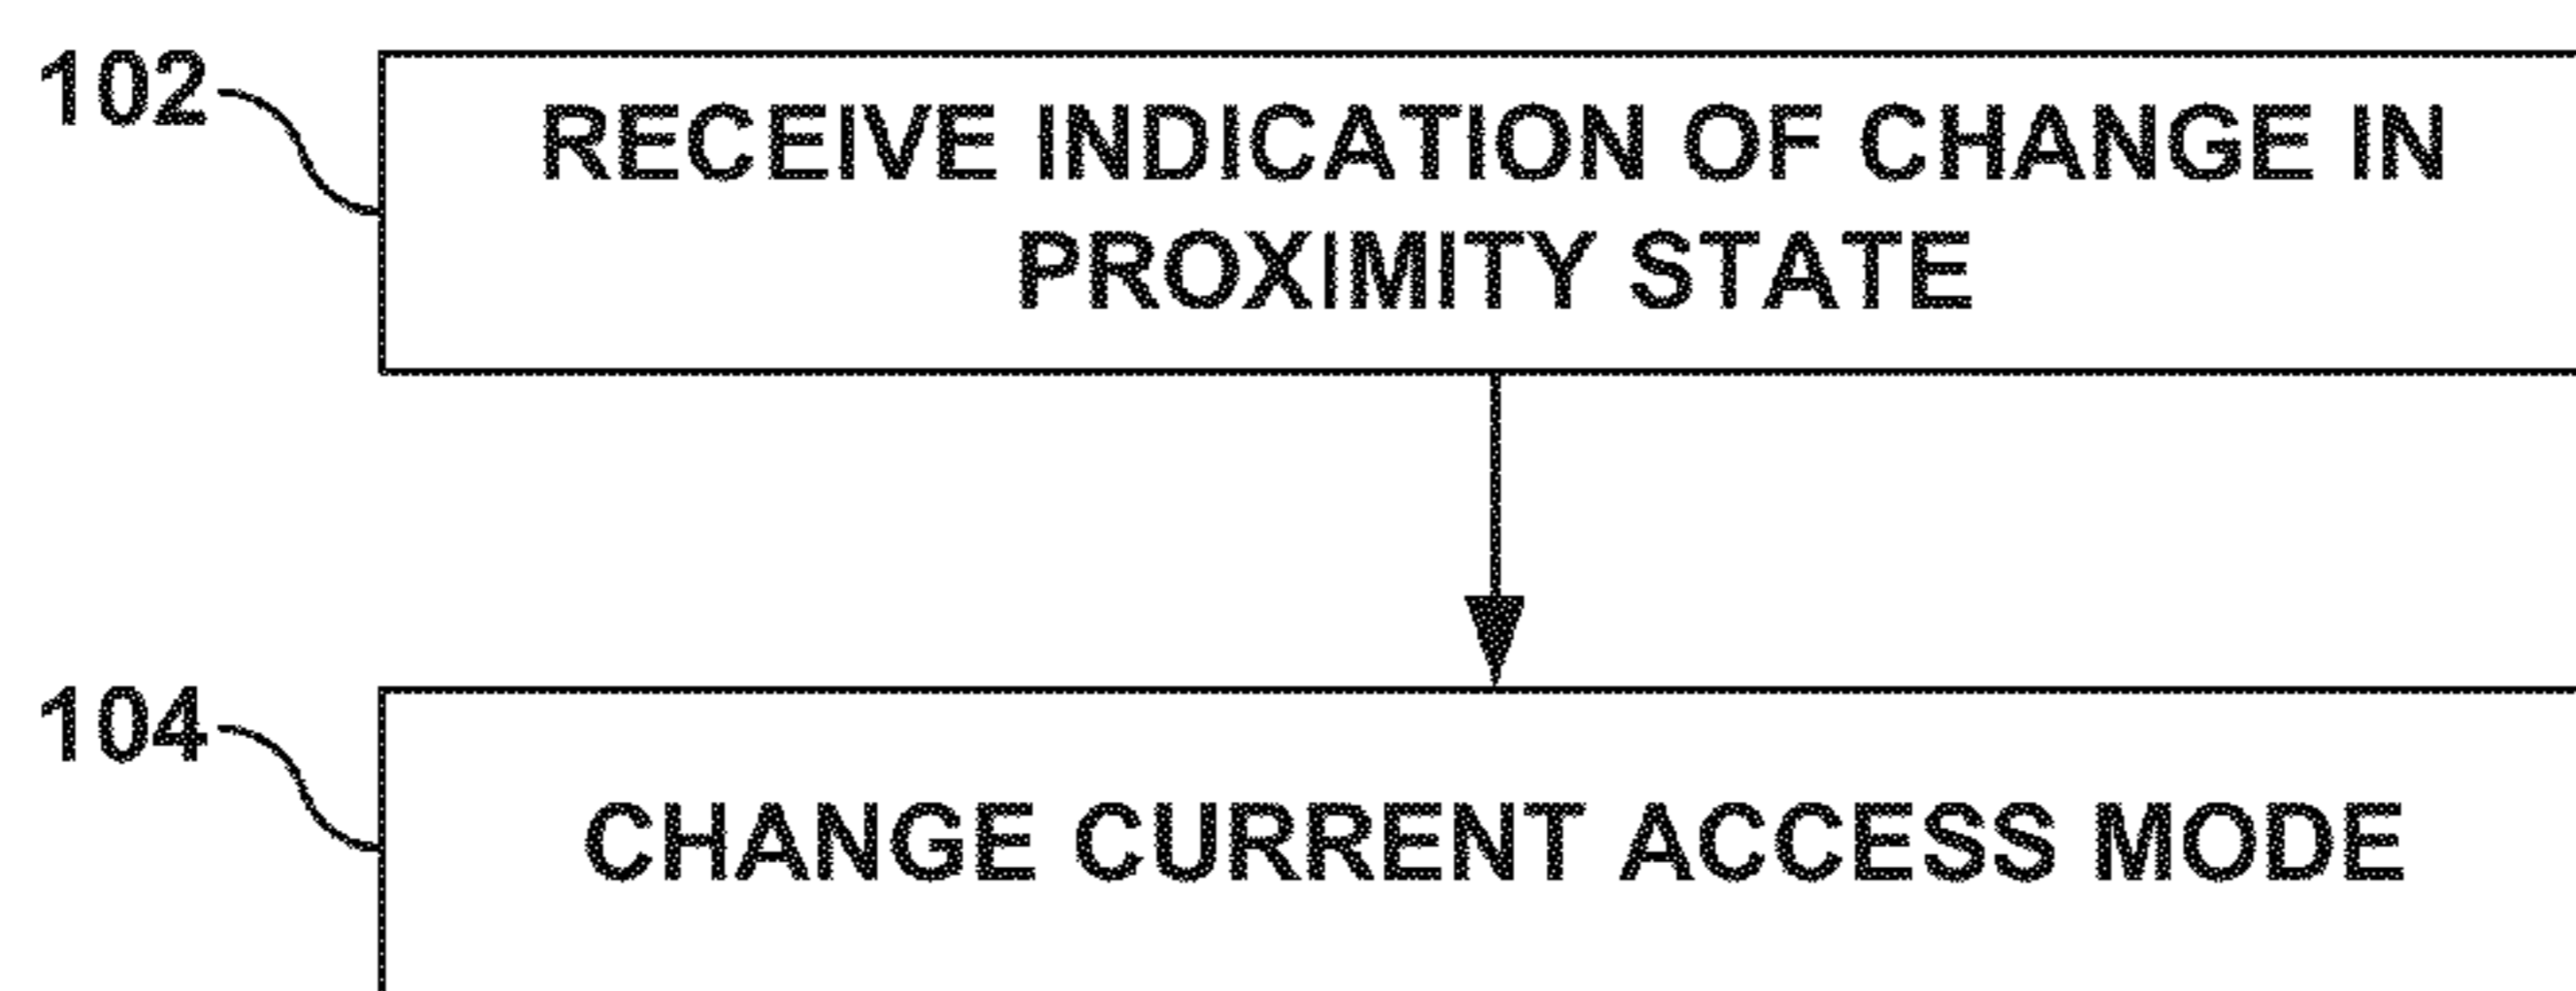 102
RECEIVE INDICATION OF CHANGE IN
PROXIMITY STATE
104
CHANGE CURRENT ACCESS MODE